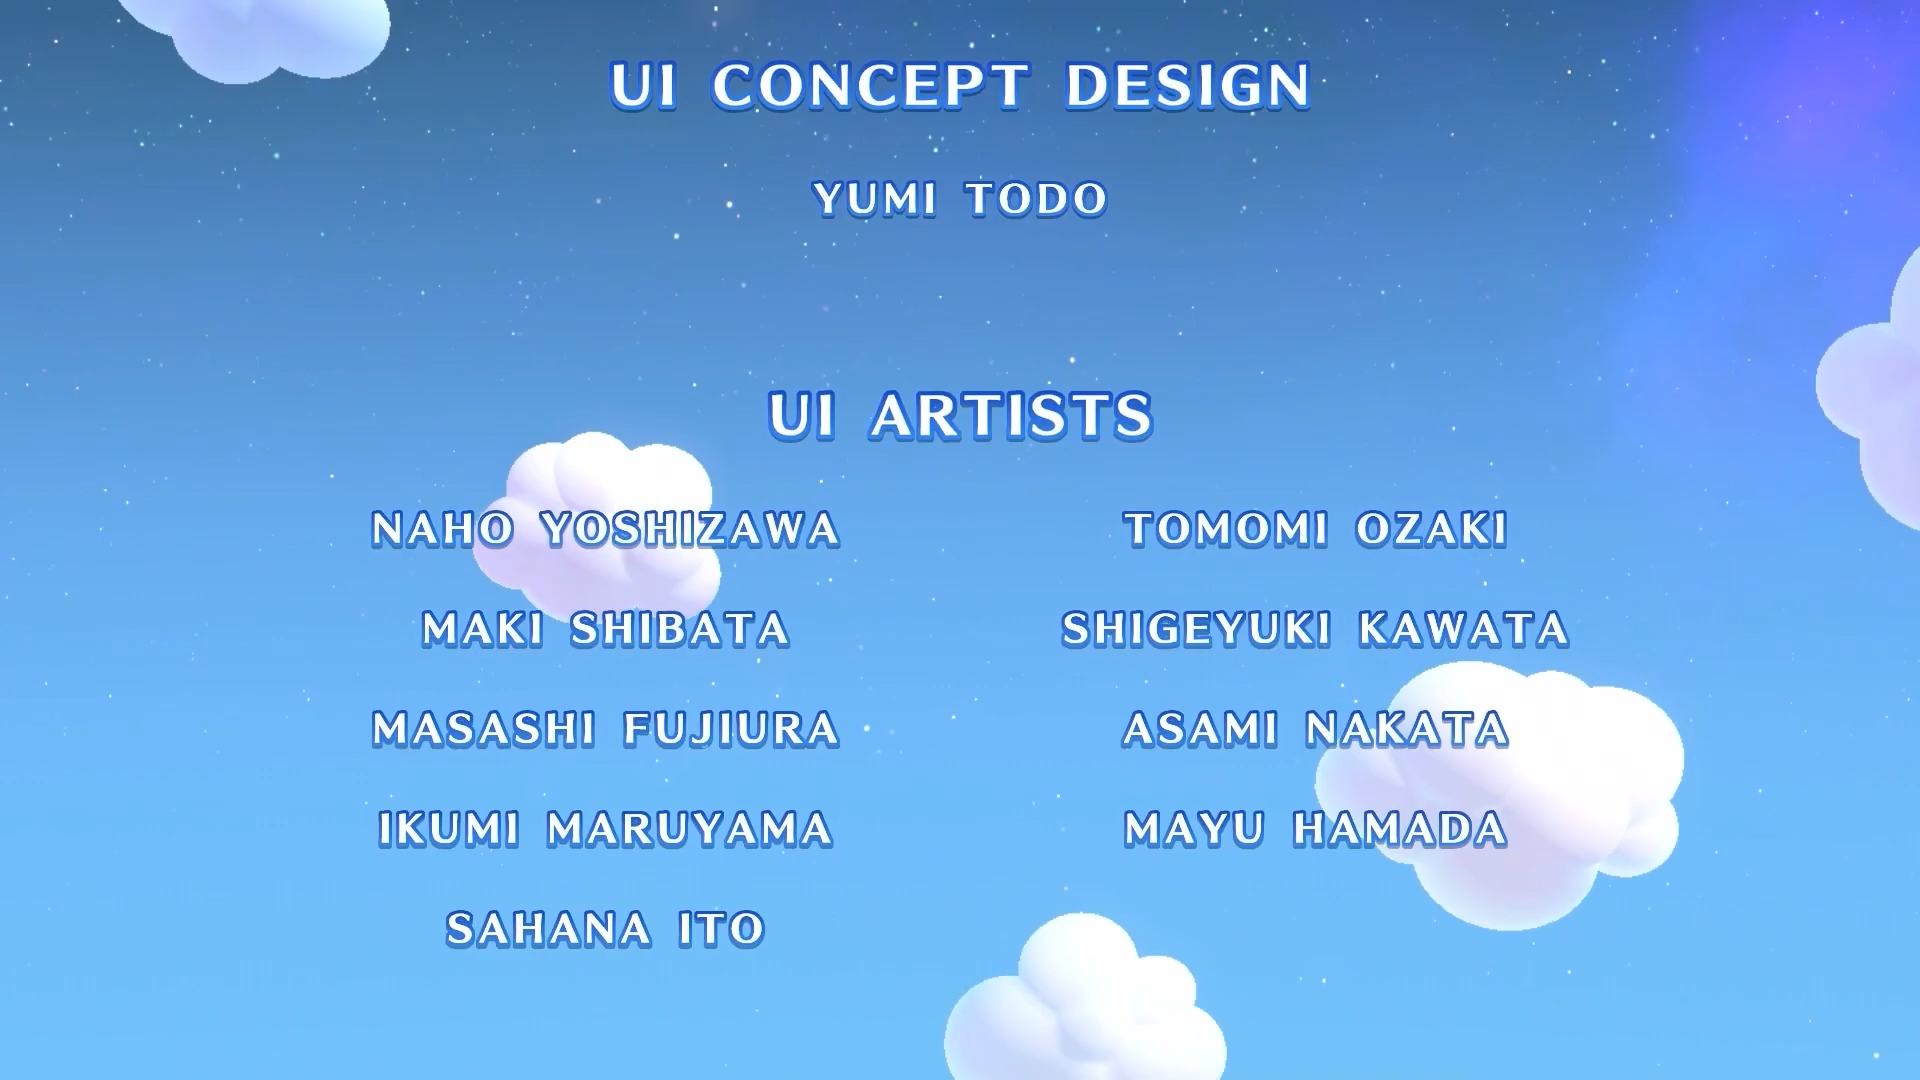 UI CONCEPT DESIGN
YUMI TODO
UI ARTISTS
NAHO YOSHIZAWA
TOMOMI OZAKI
MAKI SHIBATA
SHIGEYUKI KAWATA
MASASHI FUJIURA
ASAMI NAKATA
IKUMI MARUYAMA
MAYU HAMADA
SAHANA ITO